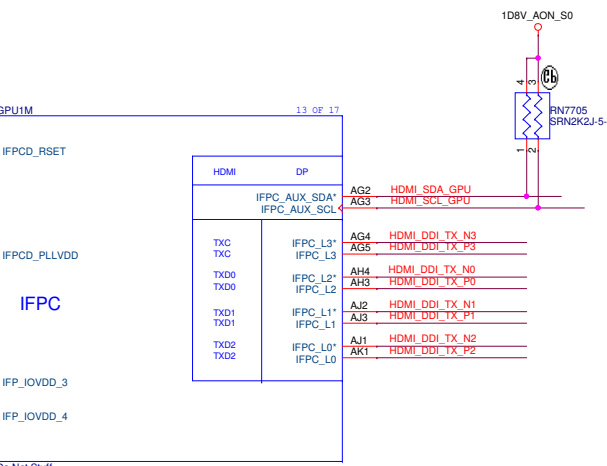 1D8V_AON_S0
4
3
RN7705
SRN2K2J-5-
1
2
GPU1M
13 OF 17
IFPCD_RSET
HDMI
DP
IFPC_AUX_SDA*
AG2
HDMI_SDA_GPU
IFPC_AUX_SCL
AG3
HDMI_SCL_GPU
TXC
IFPC_L3*
AG4
HDMI_DDI_TX_N3
TXC
IFPC_L3
AG5
HDMI_DDI_TX_P3
IFPCD_PLLVDD
TXD0
IFPC_L2*
AH4
HDMI_DDI_TX_N0
TXD0
IFPC_L2
AH3
HDMI_DDI_TX_P0
IFPC
TXD1
IFPC_L1*
AJ2
HDMI_DDI_TX_N1
TXD1
IFPC_L1
AJ3
HDMI_DDI_TX_P1
TXD2
IFPC_L0*
AJ1
HDMI_DDI_TX_N2
TXD2
IFPC_L0
AK1
HDMI_DDI_TX_P2
IFP_IOVDD_3
IFP_IOVDD_4
Not Stuff